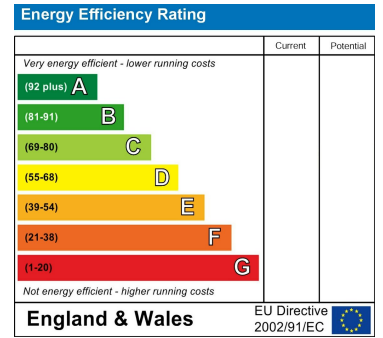 Energy Efficiency Rating
Current Potential
Very energy efficient - lower running costs
(92 plus) A
(81-91) B
(69-80) C
(55-68) D
(39-54) E
(21-38) F
(1-20) G
Not energy efficient - higher running costs
England & Wales
EU Directive
2002/91/EC